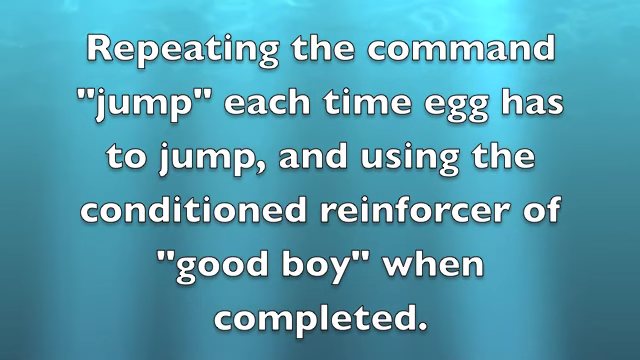 Repeating the command
"jump" each time egg has
to jump, and using the
conditioned reinforcer of
"good boy" when
completed.